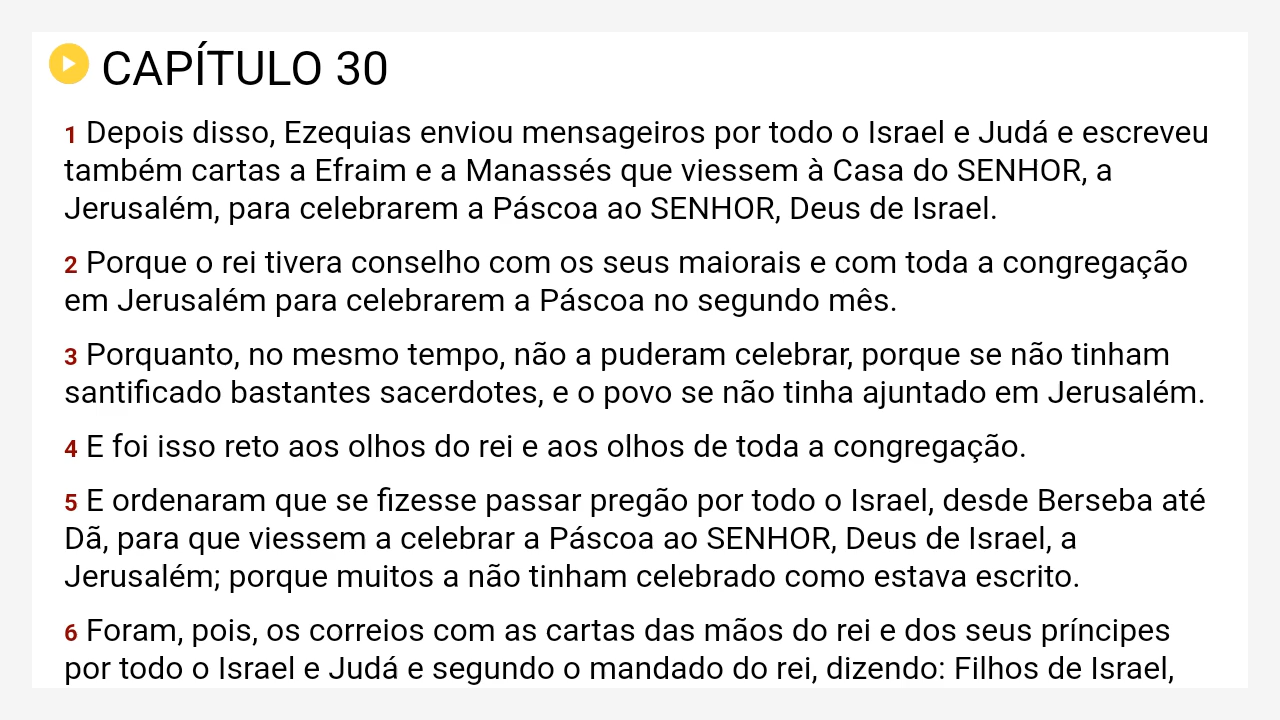 CAPÍTULO 30
1 Depois disso, Ezequias enviou mensageiros por todo o Israel e Judá e escreveu
também cartas a Efraim e a Manassés que viessem à Casa do SENHOR, a
Jerusalém, para celebrarem a Páscoa ao SENHOR, Deus de Israel.
2 Porque o rei tivera conselho com os seus maiorais e com toda a congregação
em Jerusalém para celebrarem a Páscoa no segundo mês.
3 Porquanto, no mesmo tempo, não a puderam celebrar, porque se não tinham
santificado bastantes sacerdotes, e o povo se não tinha ajuntado em Jerusalém.
4 E foi isso reto aos olhos do rei e aos olhos de toda a congregação.
5 E ordenaram que se fizesse passar pregão por todo o Israel, desde Berseba até
Dã, para que viessem a celebrar a Páscoa ao SENHOR, Deus de Israel, a
Jerusalém; porque muitos a não tinham celebrado como estava escrito.
6 Foram, pois, os correios com as cartas das mãos do rei e dos seus príncipes
por todo o Israel e Judá e segundo o mandado do rei, dizendo: Filhos de Israel,